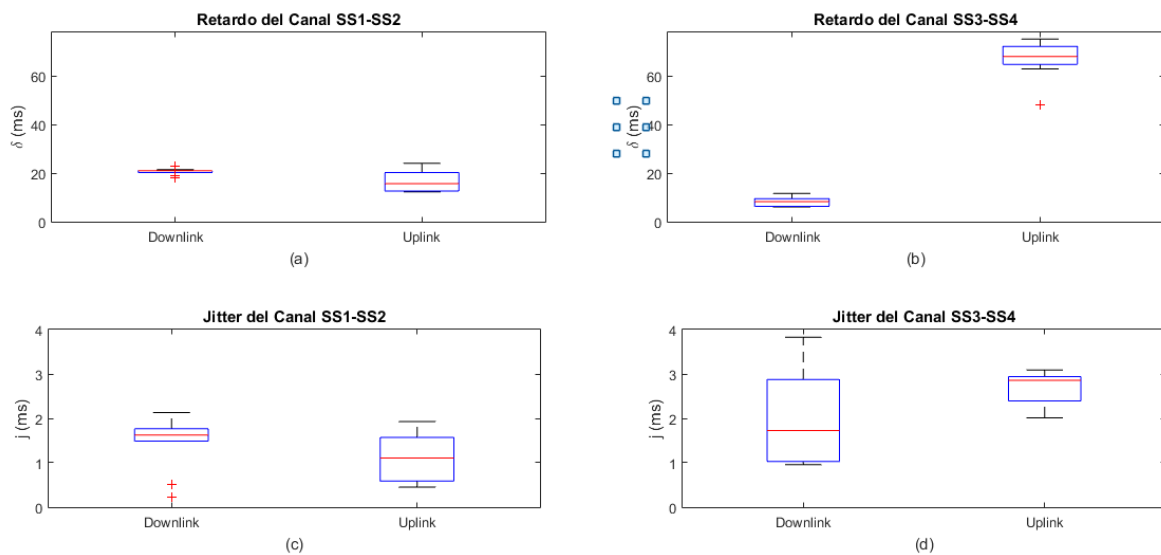 Retardo del Canal SS1-SS2
δ (ms)
60
40
20
0
Downlink
Uplink
(a)
Retardo del Canal SS3-SS4
δ (ms)
60
40
20
0
Downlink
Uplink
(b)
Jitter del Canal SS1-SS2
j (ms)
4
3
2
1
0
Downlink
Uplink
(c)
Jitter del Canal SS3-SS4
j (ms)
4
3
2
1
0
Downlink
Uplink
(d)